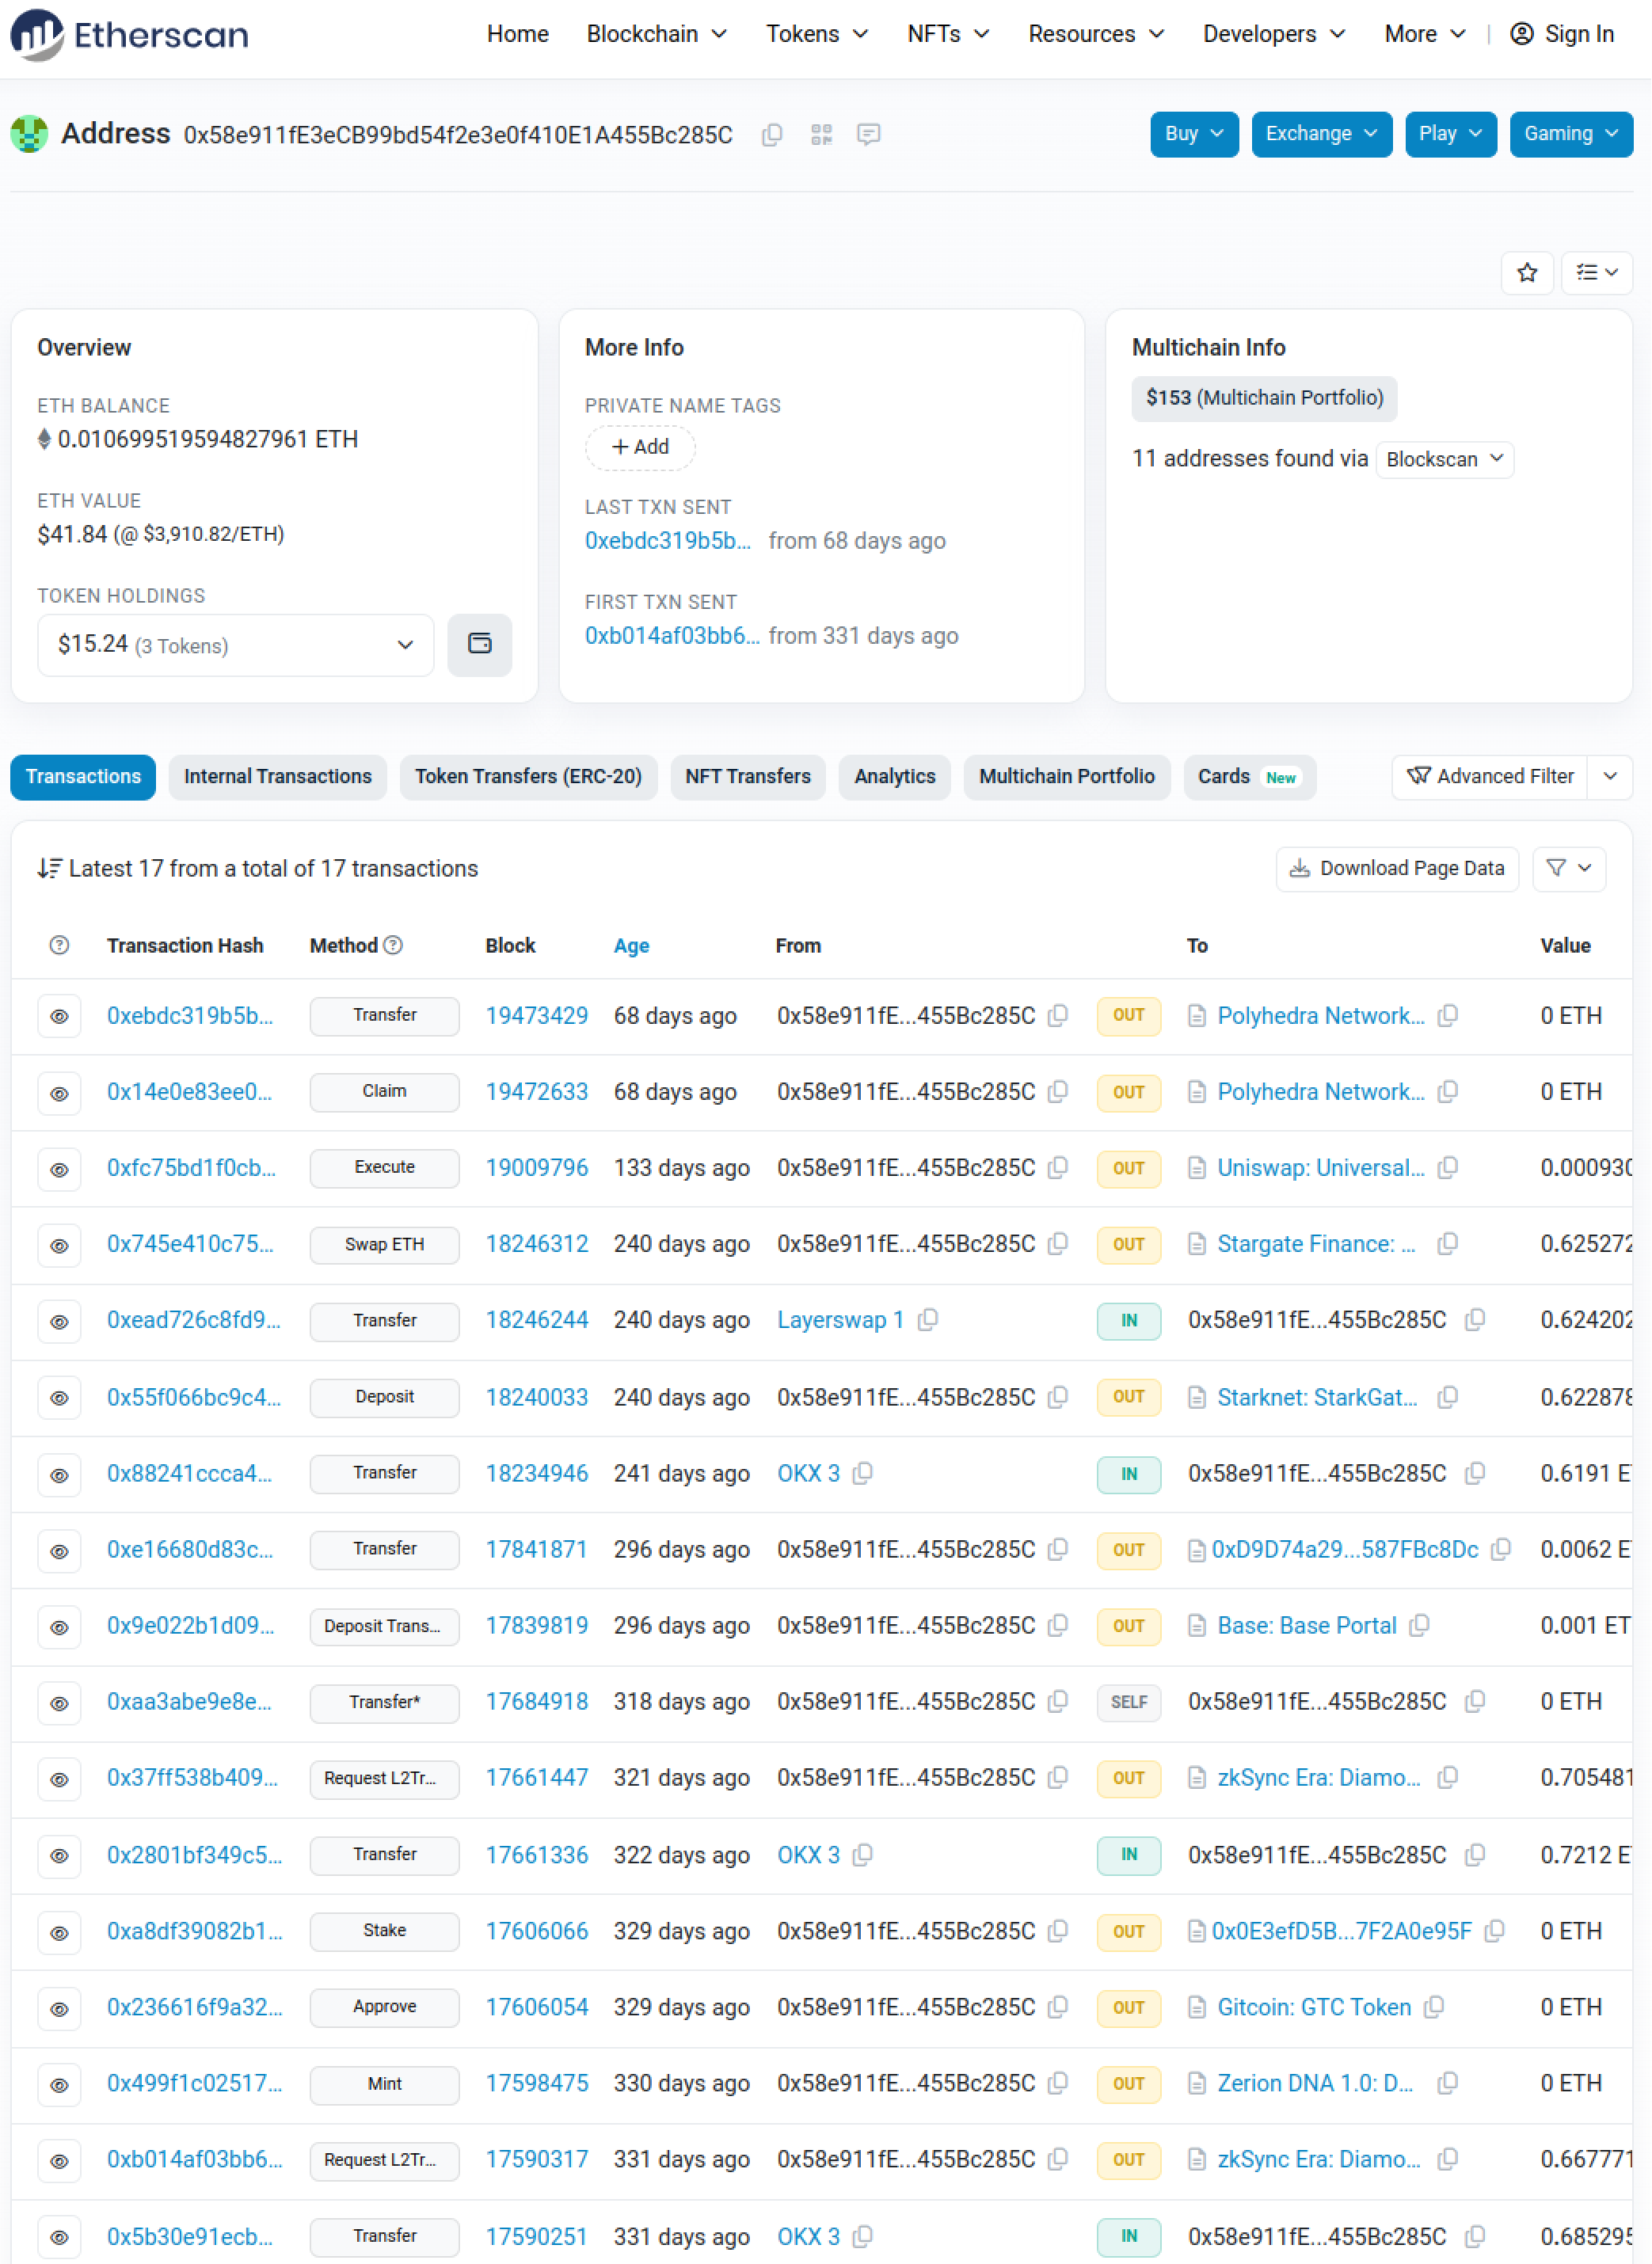 Etherscan
Home Blockchain Tokens NFTs Resources Developers More | Sign In
Address 0x58e911fE3eCB99bd54f2e3e0f410E1A455Bc285C
Buy Exchange Play Gaming
Overview
ETH BALANCE
0.010699519594827961 ETH
ETH VALUE
$41.84 (@ $3,910.82/ETH)
TOKEN HOLDINGS
$15.24 (3 Tokens)
More Info
PRIVATE NAME TAGS
+ Add
LAST TXN SENT
0xebdc319b5b... from 68 days ago
FIRST TXN SENT
0xb014af03bb6... from 331 days ago
Multichain Info
$153 (Multichain Portfolio)
11 addresses found via Blockscan
Transactions Internal Transactions Token Transfers (ERC-20) NFT Transfers Analytics Multichain Portfolio Cards New Advanced Filter
Latest 17 from a total of 17 transactions Download Page Data
Transaction Hash Method Block Age From To Value
0xebdc319b5b... Transfer 19473429 68 days ago 0x58e911fE...455Bc285C OUT Polyhedra Network... 0 ETH
0x14e0e83ee0... Claim 19472633 68 days ago 0x58e911fE...455Bc285C OUT Polyhedra Network... 0 ETH
0xfc75bd1f0cb... Execute 19009796 133 days ago 0x58e911fE...455Bc285C OUT Uniswap: Universal... 0.000930
0x745e410c75... Swap ETH 18246312 240 days ago 0x58e911fE...455Bc285C OUT Stargate Finance: ... 0.625272
0xead726c8fd9... Transfer 18246244 240 days ago Layerswap 1 IN 0x58e911fE...455Bc285C 0.624202
0x55f066bc9c4... Deposit 18240033 240 days ago 0x58e911fE...455Bc285C OUT Starknet: StarkGat... 0.622878
0x88241ccca4... Transfer 18234946 241 days ago OKX 3 IN 0x58e911fE...455Bc285C 0.6191 E
0xe16680d83c... Transfer 17841871 296 days ago 0x58e911fE...455Bc285C OUT 0xD9D74a29...587FBc8Dc 0.0062 E
0x9e022b1d09... Deposit Trans... 17839819 296 days ago 0x58e911fE...455Bc285C OUT Base: Base Portal 0.001 ET
0xaa3abe9e8e... Transfer* 17684918 318 days ago 0x58e911fE...455Bc285C SELF 0x58e911fE...455Bc285C 0 ETH
0x37ff538b409... Request L2Tr... 17661447 321 days ago 0x58e911fE...455Bc285C OUT zkSync Era: Diamo... 0.705481
0x2801bf349c5... Transfer 17661336 322 days ago OKX 3 IN 0x58e911fE...455Bc285C 0.7212 E
0xa8df39082b1... Stake 17606066 329 days ago 0x58e911fE...455Bc285C OUT 0x0E3efD5B...7F2A0e95F 0 ETH
0x236616f9a32... Approve 17606054 329 days ago 0x58e911fE...455Bc285C OUT Gitcoin: GTC Token 0 ETH
0x499f1c02517... Mint 17598475 330 days ago 0x58e911fE...455Bc285C OUT Zerion DNA 1.0: D... 0 ETH
0xb014af03bb6... Request L2Tr... 17590317 331 days ago 0x58e911fE...455Bc285C OUT zkSync Era: Diamo... 0.667771
0x5b30e91ecb... Transfer 17590251 331 days ago OKX 3 IN 0x58e911fE...455Bc285C 0.685295